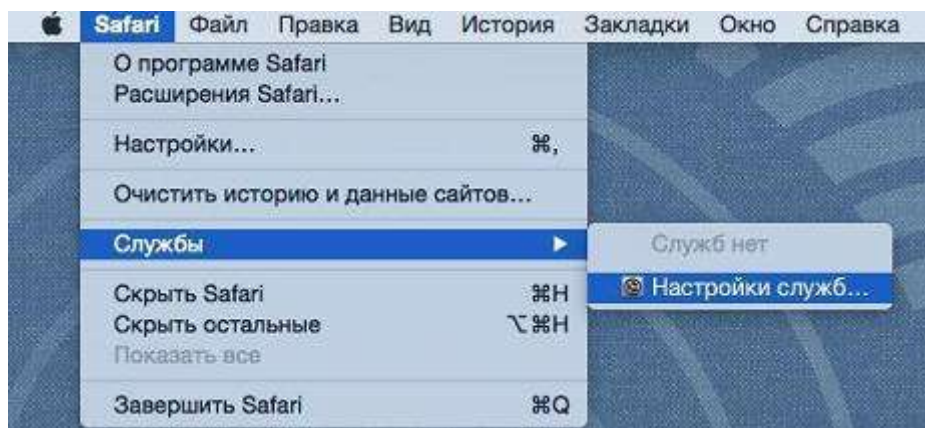 Safari Файл Правка Вид История Закладки Окно Справка
О программе Safari
Расширения Safari...
Настройки... ⌘,
Очистить историю и данные сайтов...
Службы ▶
Служб нет
Настройки служб...
Скрыть Safari ⌘H
Скрыть остальные ⌥⌘H
Показать все
Завершить Safari ⌘Q